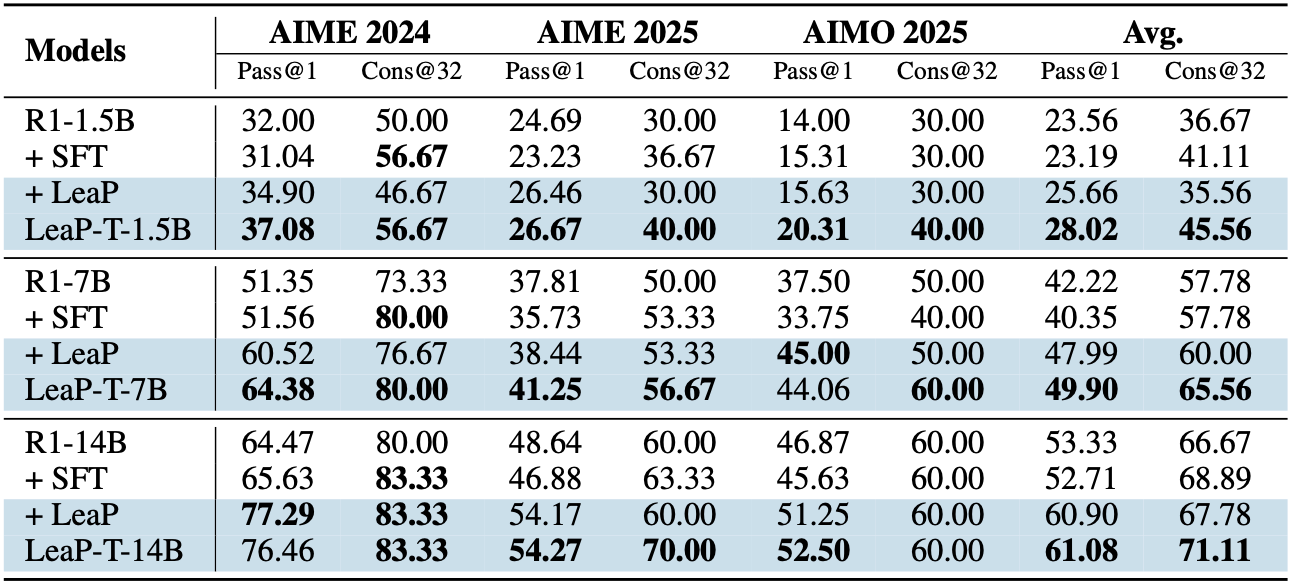 Models AIME 2024 AIME 2025 AIMO 2025 Avg.
Pass@1 Cons@32 Pass@1 Cons@32 Pass@1 Cons@32 Pass@1 Cons@32
R1-1.5B 32.00 50.00 24.69 30.00 14.00 30.00 23.56 36.67
+ SFT 31.04 56.67 23.23 36.67 15.31 30.00 23.19 41.11
+ LeaP 34.90 46.67 26.46 30.00 15.63 30.00 25.66 35.56
LeaP-T-1.5B 37.08 56.67 26.67 40.00 20.31 40.00 28.02 45.56
R1-7B 51.35 73.33 37.81 50.00 37.50 50.00 42.22 57.78
+ SFT 51.56 80.00 35.73 53.33 33.75 40.00 40.35 57.78
+ LeaP 60.52 76.67 38.44 53.33 45.00 50.00 47.99 60.00
LeaP-T-7B 64.38 80.00 41.25 56.67 44.06 60.00 49.90 65.56
R1-14B 64.47 80.00 48.64 60.00 46.87 60.00 53.33 66.67
+ SFT 65.63 83.33 46.88 63.33 45.63 60.00 52.71 68.89
+ LeaP 77.29 83.33 54.17 60.00 51.25 60.00 60.90 67.78
LeaP-T-14B 76.46 83.33 54.27 70.00 52.50 60.00 61.08 71.11